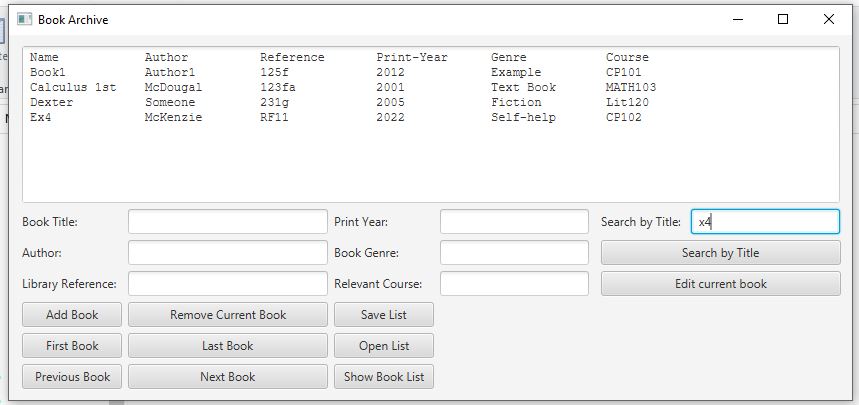 Book Archive
Name Author Reference Print-Year Genre Course
Book1 Author1 125f 2012 Example CP101
Calculus 1st McDougal 123fa 2001 Text Book MATH103
Dexter Someone 231g 2005 Fiction Lit120
Ex4 McKenzie RF11 2022 Self-help CP102
Book Title: Print Year: Search by Title: x4
Author: Book Genre: Search by Title
Library Reference: Relevant Course: Edit current book
Add Book Remove Current Book Save List
First Book Last Book Open List
Previous Book Next Book Show Book List